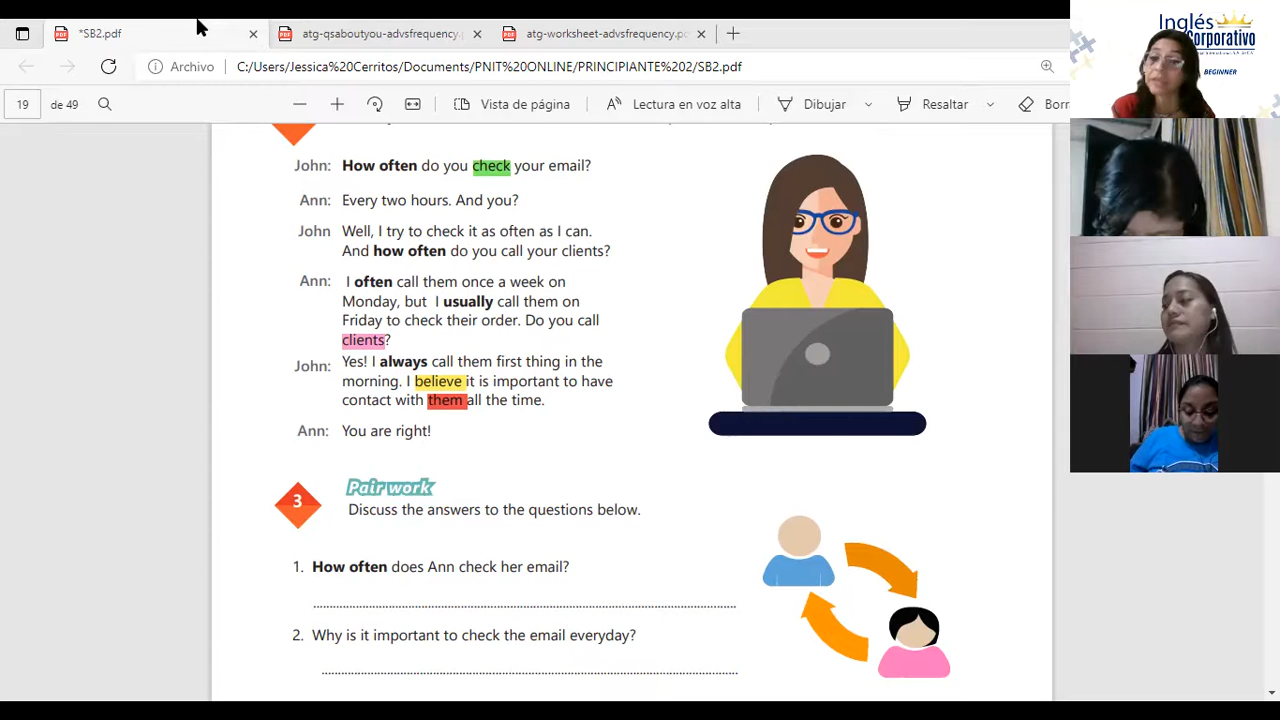 *SB2.pdf
atg-qsaboutyou-advsfrequency.
atg-worksheet-advsfrequency.
Archivo
C:/Users/Jessica%20Cerritos/Documents/PNL%20ONLINE/PRINCIPIANTE%202/SB2.pdf
19 de 49
Vista de página
Lectura en voz alta
Dibujar
Resaltar
Borr
Inglés
Corporativo
BEGINNER
John: How often do you check your email?
Ann: Every two hours. And you?
John Well, I try to check it as often as I can.
And how often do you call your clients?
Ann: I often call them once a week on
Monday, but I usually call them on
Friday to check their order. Do you call
clients?
John: Yes! I always call them first thing in the
morning. I believe it is important to have
contact with them all the time.
Ann: You are right!
3
Pair work
Discuss the answers to the questions below.
1. How often does Ann check her email?
2. Why is it important to check the email everyday?